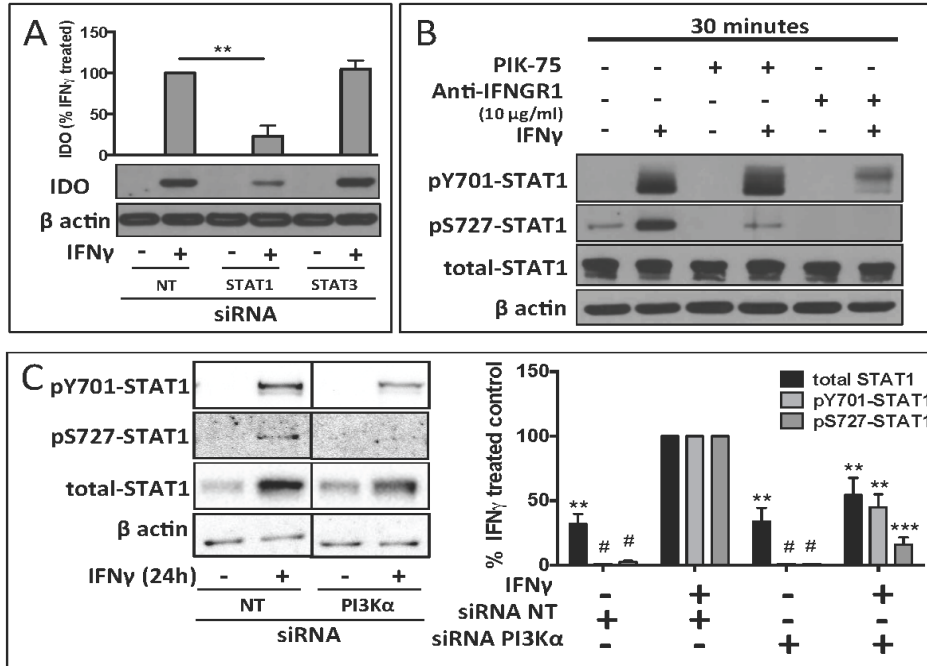 A
IDO (% IFNγ treated)
150
100
50
0
**
IDO
β actin
IFNγ - + - + - +
NT STAT1 STAT3
siRNA
B
30 minutes
PIK-75 - - + + - -
Anti-IFNGR1 - - - - + +
(10 μg/ml)
IFNγ - + - + - +
pY701-STAT1
pS727-STAT1
total-STAT1
β actin
C
pY701-STAT1
pS727-STAT1
total-STAT1
β actin
IFNγ (24h) - + - +
NT PI3Kα
siRNA
% IFNγ treated control
150
100
50
0
total STAT1
pY701-STAT1
pS727-STAT1
** # # ** # # ** ** ***
IFNγ - + - +
siRNA NT + + - -
siRNA PI3Kα - - + +